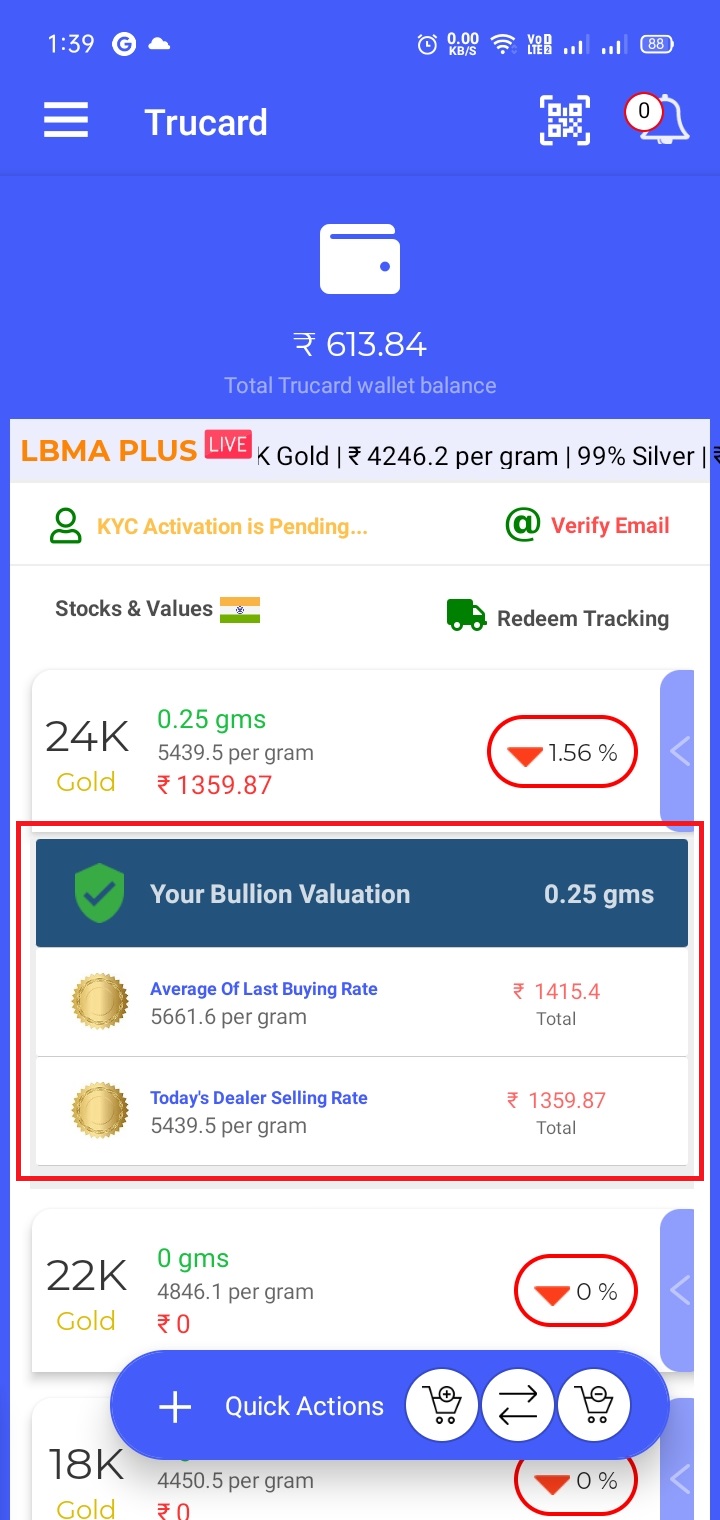 1:39 G 0.00 KB/S VoD LTE2 88
Trucard 0
₹ 613.84
Total Trucard wallet balance
LBMA PLUS LIVE K Gold | ₹ 4246.2 per gram | 99% Silver | ₹
KYC Activation is Pending... @ Verify Email
Stocks & Values Redeem Tracking
24K
Gold
0.25 gms
5439.5 per gram
₹ 1359.87
1.56 %
Your Bullion Valuation 0.25 gms
Average Of Last Buying Rate
5661.6 per gram
₹ 1415.4
Total
Today's Dealer Selling Rate
5439.5 per gram
₹ 1359.87
Total
22K
Gold
0 gms
4846.1 per gram
₹ 0
0 %
+ Quick Actions
18K
Gold
4450.5 per gram
₹ 0
0 %